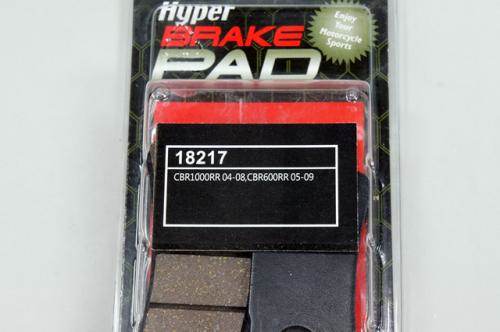 Hyper
BRAKE
PAD
Enjoy
Your
Motorcycle
Sports
18217
CBR1000RR 04-08,CBR600RR 05-09